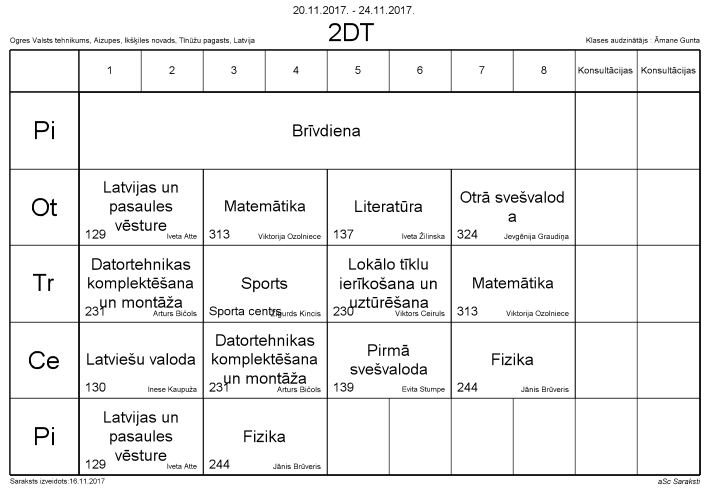 20.11.2017. - 24.11.2017.
2DT
Ogres Valsts tehnikums, Aizupes, Ikšķiles novads, Tīnūžu pagasts, Latvija
Klases audzinātājs : Āmane Gunta
1 2 3 4 5 6 7 8 Konsultācijas Konsultācijas
Pi
Brīvdiena
Ot
Latvijas un
pasaules
vēsture
129 Iveta Atte
Matemātika
313 Viktorija Ozolniece
Literatūra
137 Iveta Žilinska
Otrā svešvalod
a
324 Jevgēnija Graudiņa
Tr
Datortehnikas
komplektēšana
un montāža
231 Arturs Bičols
Sports
Sporta centrs Sigurds Kincis
Lokālo tīklu
ierīkošana un
uzturēšana
230 Viktors Ceiruls
Matemātika
313 Viktorija Ozolniece
Ce
Latviešu valoda
130 Inese Kaupuža
Datortehnikas
komplektēšana
un montāža
231 Arturs Bičols
Pirmā
svešvaloda
139 Evita Stumpe
Fizika
244 Jānis Brūveris
Pi
Latvijas un
pasaules
vēsture
129 Iveta Atte
Fizika
244 Jānis Brūveris
Saraksts izveidots:16.11.2017
aSc Saraksti